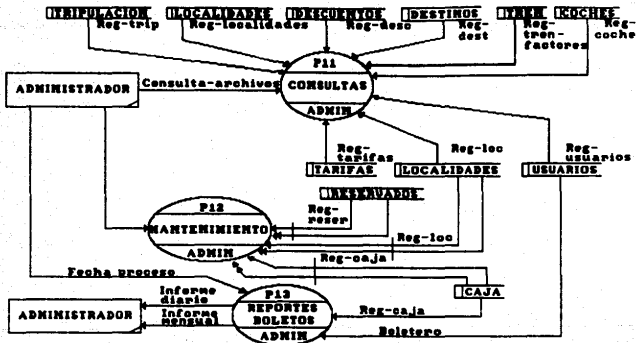 TRIPULACION LOCALIDADES DESCUENTOS DESTINOS TREN COCHES
Reg-trip Reg-localidades Reg-desc Reg-dest Reg-tren-factores Reg-coche
P11
ADMINISTRADOR Consulta-archivos CONSULTAS
ADMIN
Reg-tarifas Reg-loc Reg-usuarios
TARIFAS LOCALIDADES USUARIOS
RESERVADOS
P12 Reg-reser
MANTENIMIENTO
ADMIN Reg-loc
Reg-caja
Fecha proceso
P13 CAJA
Informe diario REPORTES Reg-caja
ADMINISTRADOR BOLETOS
Informe mensual
ADMIN Boletero